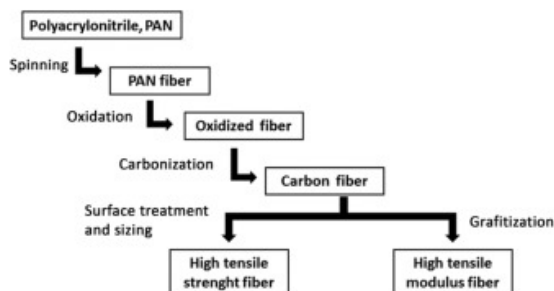 Polyacrylonitrile, PAN
Spinning
PAN fiber
Oxidation
Oxidized fiber
Carbonization
Carbon fiber
Surface treatment
and sizing
Grafitization
High tensile
strenght fiber
High tensile
modulus fiber